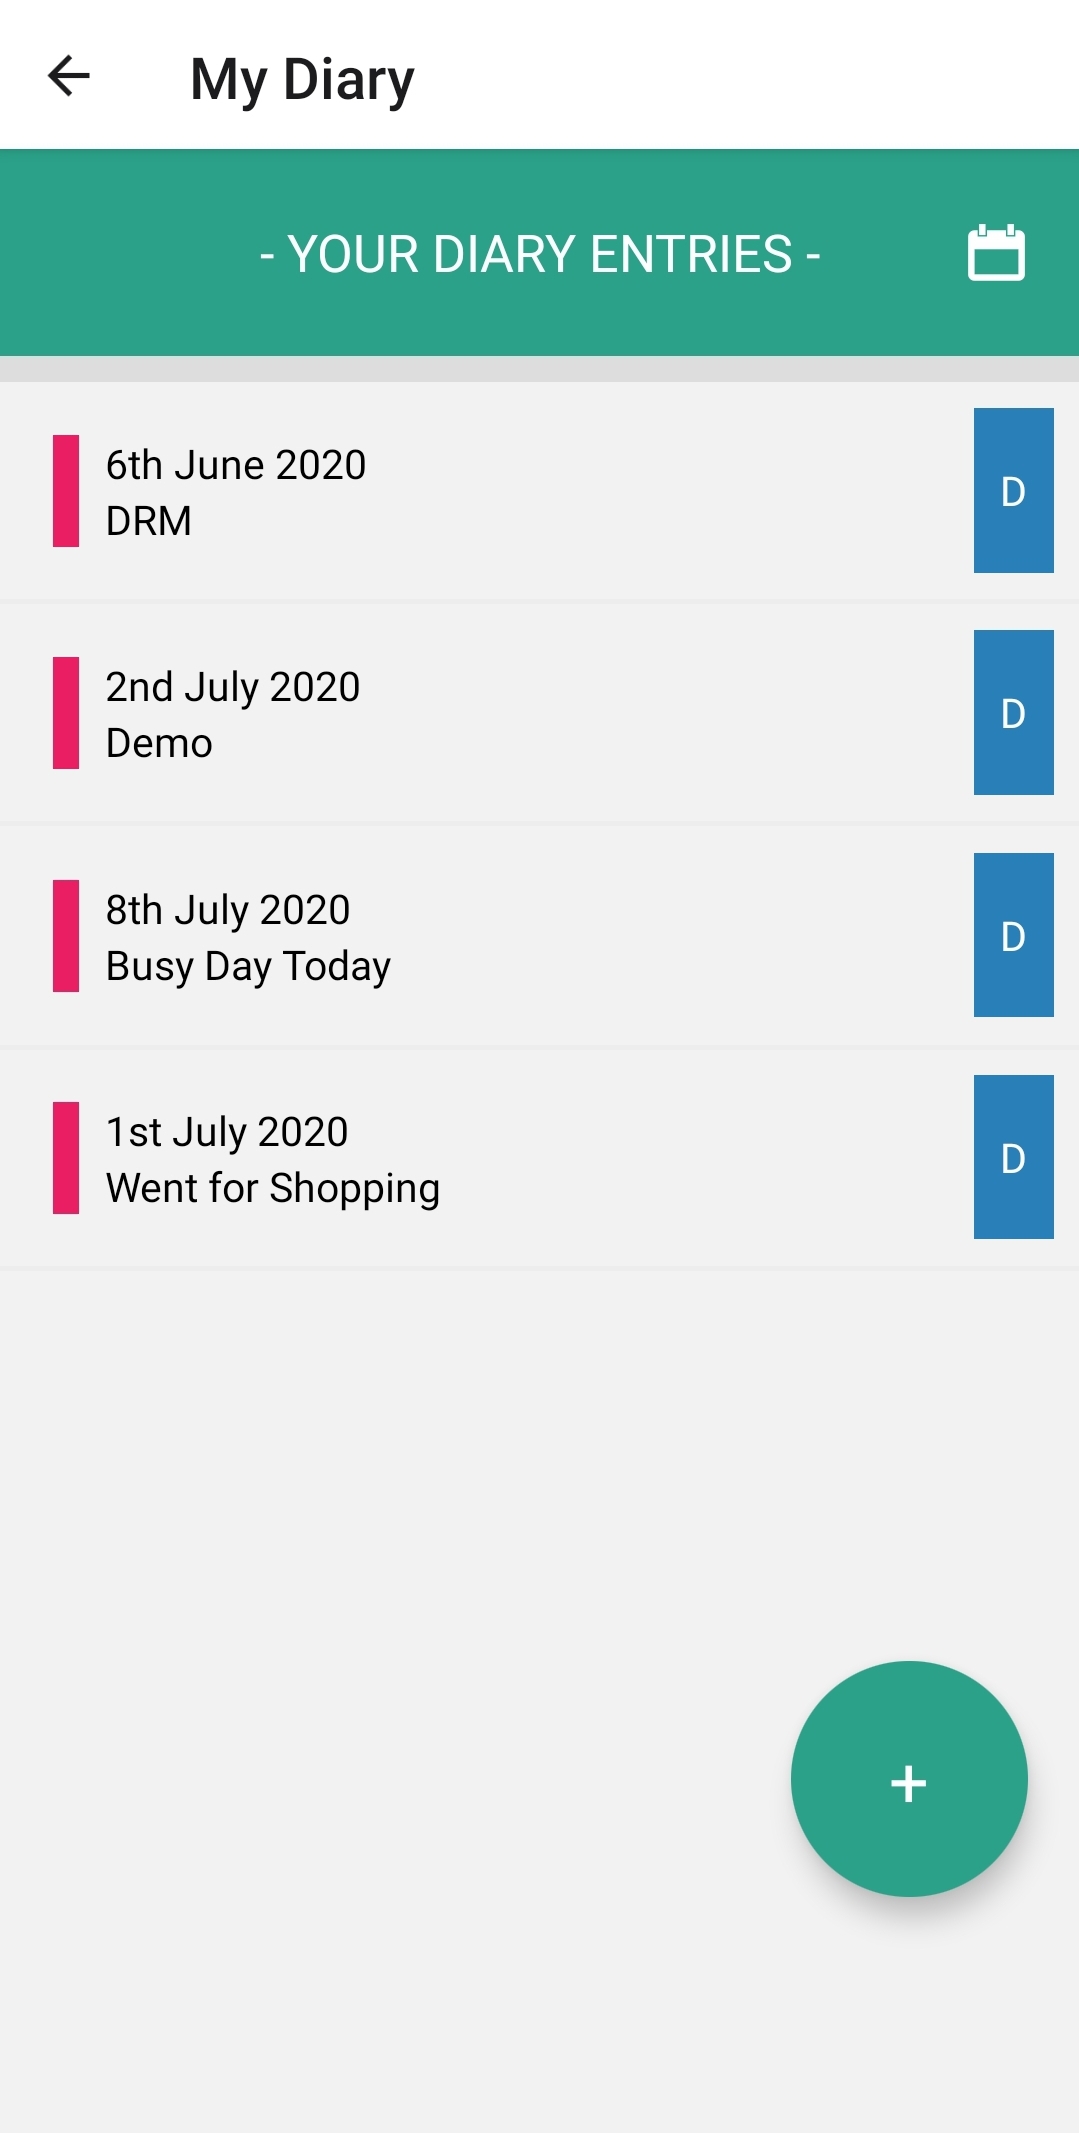 My Diary
- YOUR DIARY ENTRIES -
6th June 2020
DRM
D
2nd July 2020
Demo
D
8th July 2020
Busy Day Today
D
1st July 2020
Went for Shopping
D
+